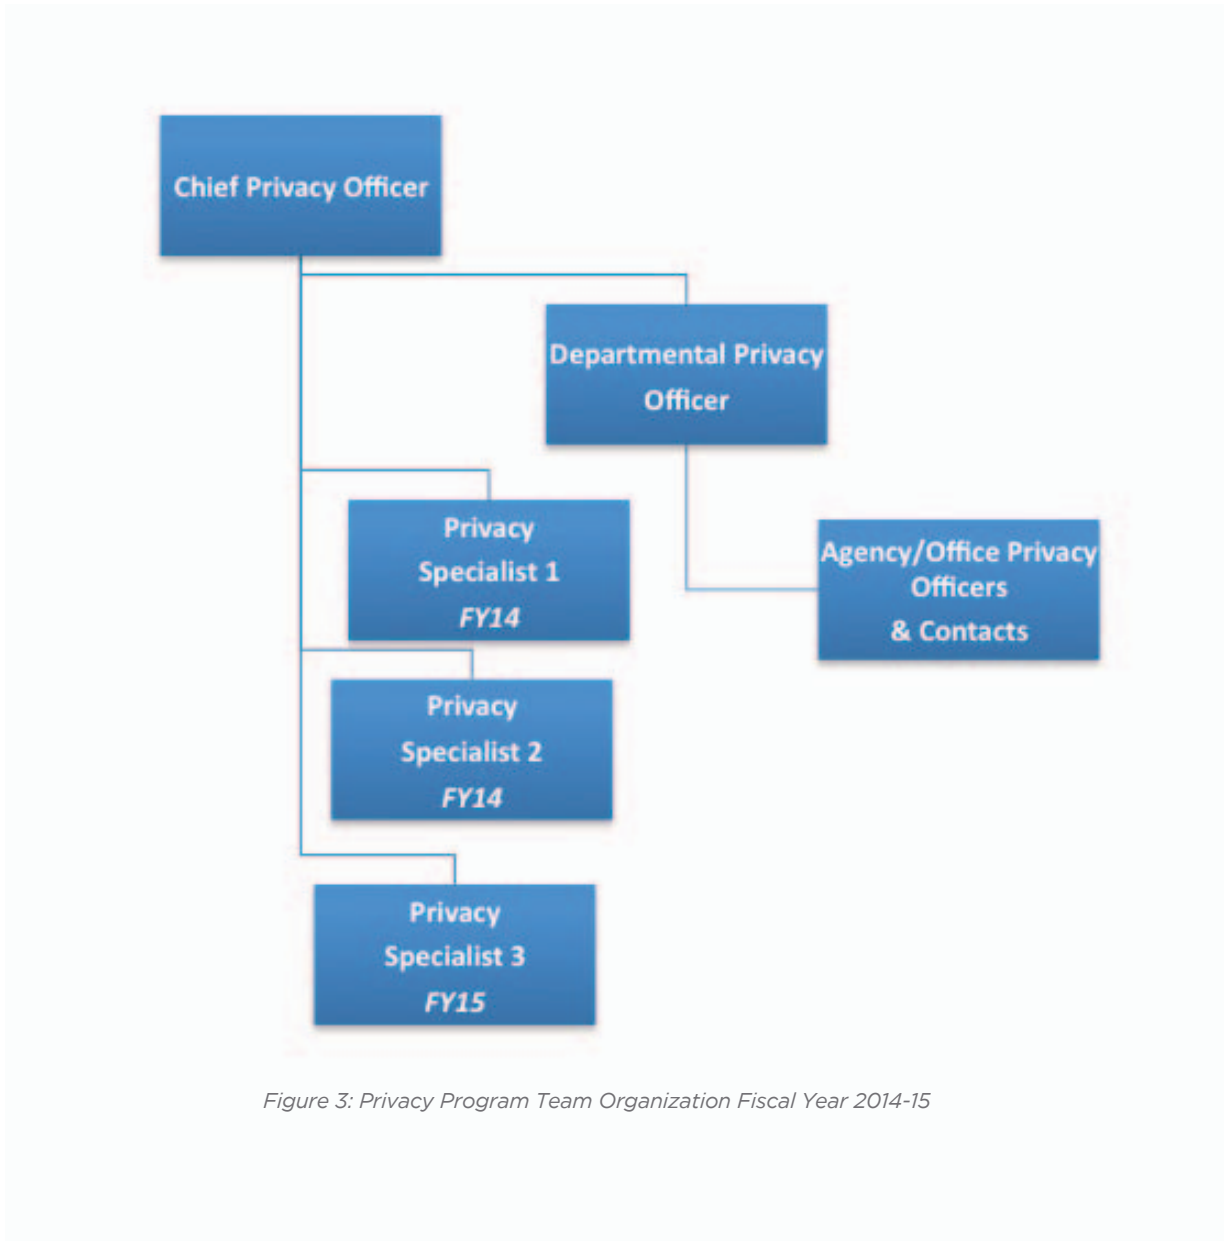 Chief Privacy Officer
Departmental Privacy
Officer
Privacy
Specialist 1
FY14
Agency/Office Privacy
Officers
& Contacts
Privacy
Specialist 2
FY14
Privacy
Specialist 3
FY15
Figure 3: Privacy Program Team Organization Fiscal Year 2014-15